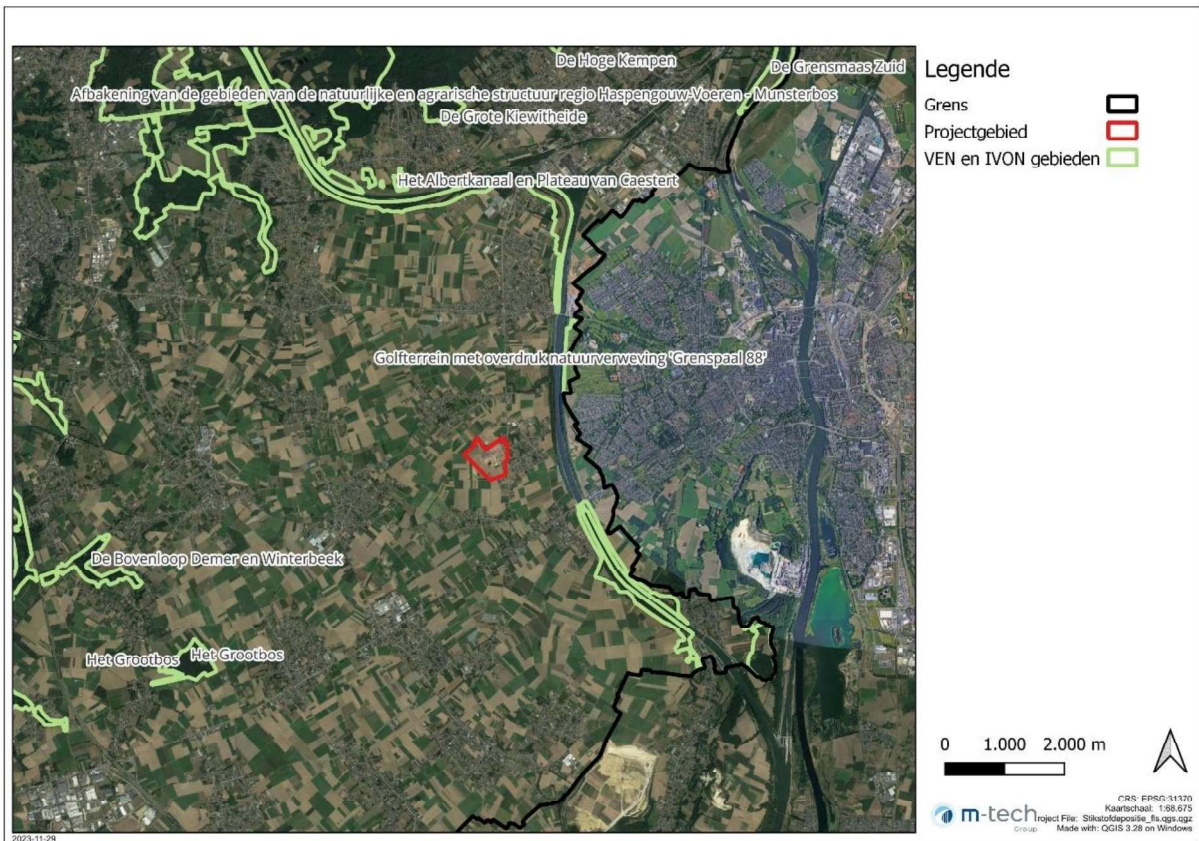 De Hoge Kempen
De Grensmaas Zuid
Afbakening van de gebieden van de natuurlijke en agrarische structuur regio Haspengouw-Voeren - Munsterbos
De Grote Kiewitheide
Het Albertkanaal en Plateau van Caestert
Golfterrein met overdruk natuurverweving 'Grenspaal 88'
De Bovenloop Demer en Winterbeek
Het Grootbos
Het Grootbos
Legende
Grens
Projectgebied
VEN en IVON gebieden
0 1.000 2.000 m
CRS: EPSG:31370
Kaartschaal: 1:68.675
m-tech
Group
roject File: Stikstofdepositie_fls.qgs.qgz
Made with: QGIS 3.28 on Windows
2023-11-29